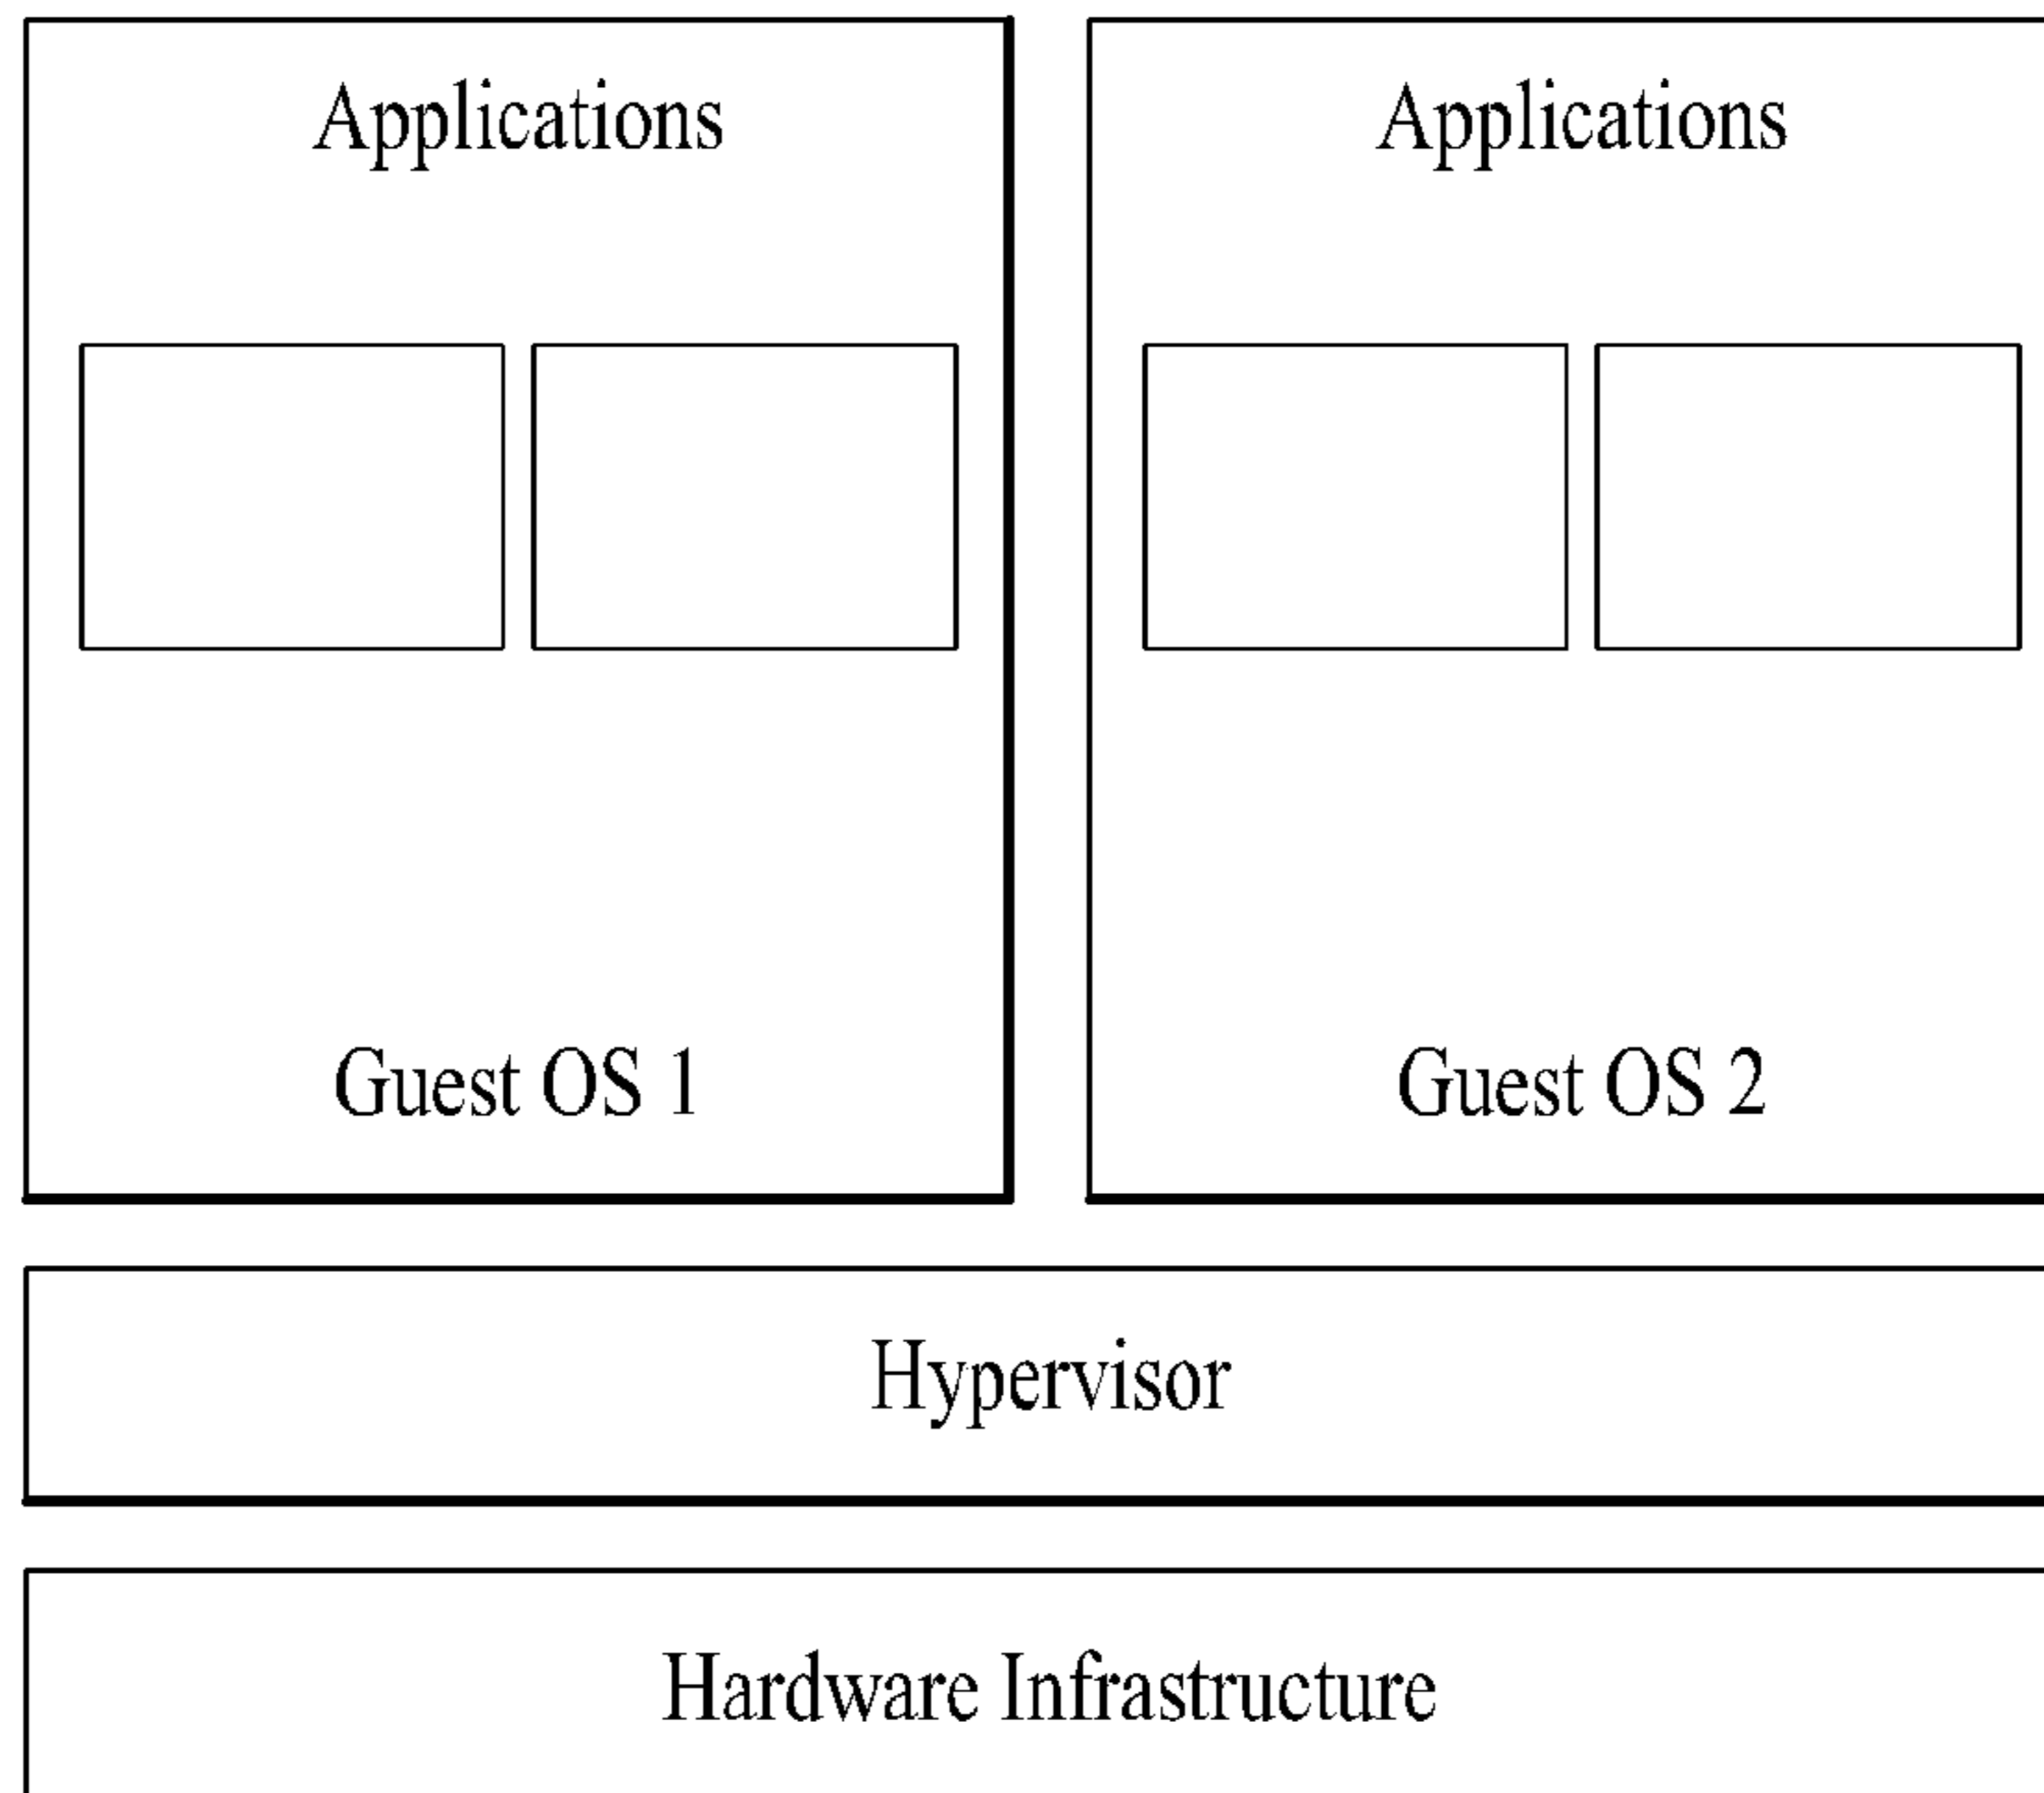 Applications
Applications
Guest OS 1
Guest OS 2
Hypervisor
Hardware Infrastructure